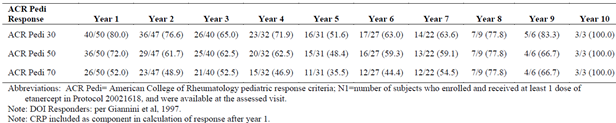 ACR Pedi Response Year 1 Year 2 Year 3 Year 4 Year 5 Year 6 Year 7 Year 8 Year 9 Year 10
ACR Pedi 30 40/50 (80.0) 36/47 (76.6) 26/40 (65.0) 23/32 (71.9) 16/31 (51.6) 17/27 (63.0) 14/22 (63.6) 7/9 (77.8) 5/6 (83.3) 3/3 (100.0)
ACR Pedi 50 36/50 (72.0) 29/47 (61.7) 25/40 (62.5) 20/32 (62.5) 15/31 (48.4) 16/27 (59.3) 13/22 (59.1) 7/9 (77.8) 4/6 (66.7) 3/3 (100.0)
ACR Pedi 70 26/50 (52.0) 23/47 (48.9) 21/40 (52.5) 15/32 (46.9) 11/31 (35.5) 12/27 (44.4) 12/22 (54.5) 7/9 (77.8) 4/6 (66.7) 3/3 (100.0)
Abbreviations: ACR Pedi= American College of Rheumatology pediatric response criteria; N1=number of subjects who enrolled and received at least 1 dose of
etanercept in Protocol 20021618, and were available at the assessed visit.
Note: DOI Responders: per Giannini et al, 1997.
Note: CRP included as component in calculation of response after year 1.